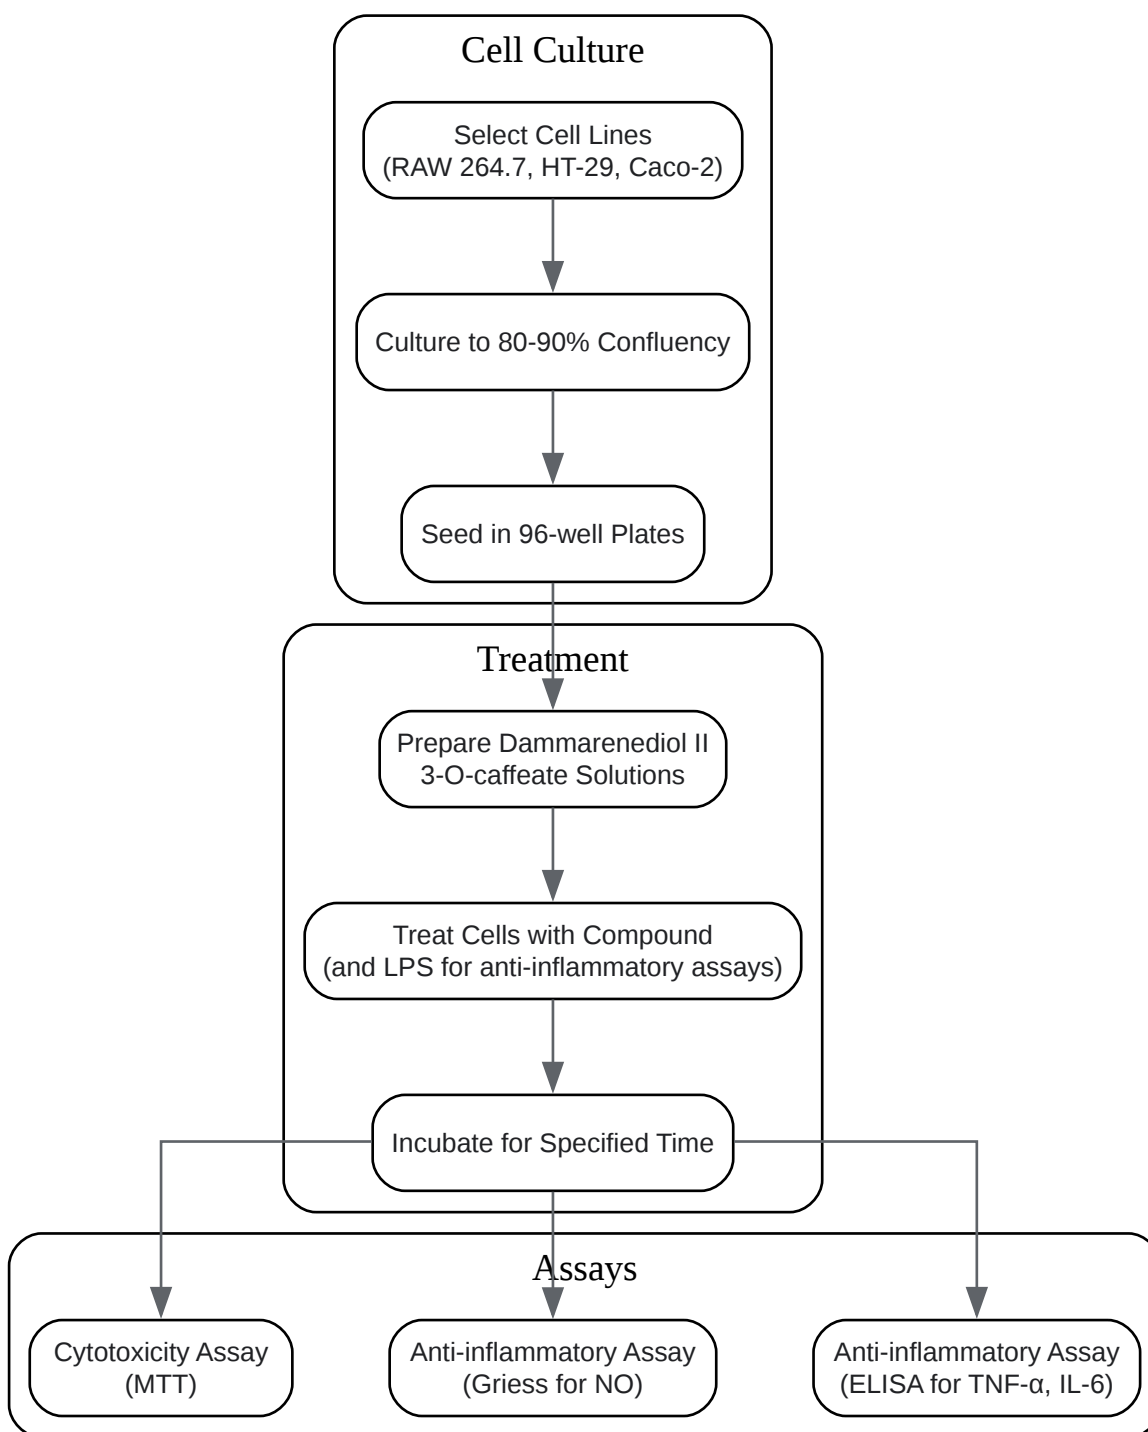 Cell Culture
Select Cell Lines
(RAW 264.7, HT-29, Caco-2)
Culture to 80-90% Confluency
Seed in 96-well Plates
Treatment
Prepare Dammarenediol II
3-O-caffeate Solutions
Treat Cells with Compound
(and LPS for anti-inflammatory assays)
Incubate for Specified Time
Assays
Cytotoxicity Assay
(MTT)
Anti-inflammatory Assay
(Griess for NO)
Anti-inflammatory Assay
(ELISA for TNF-α, IL-6)